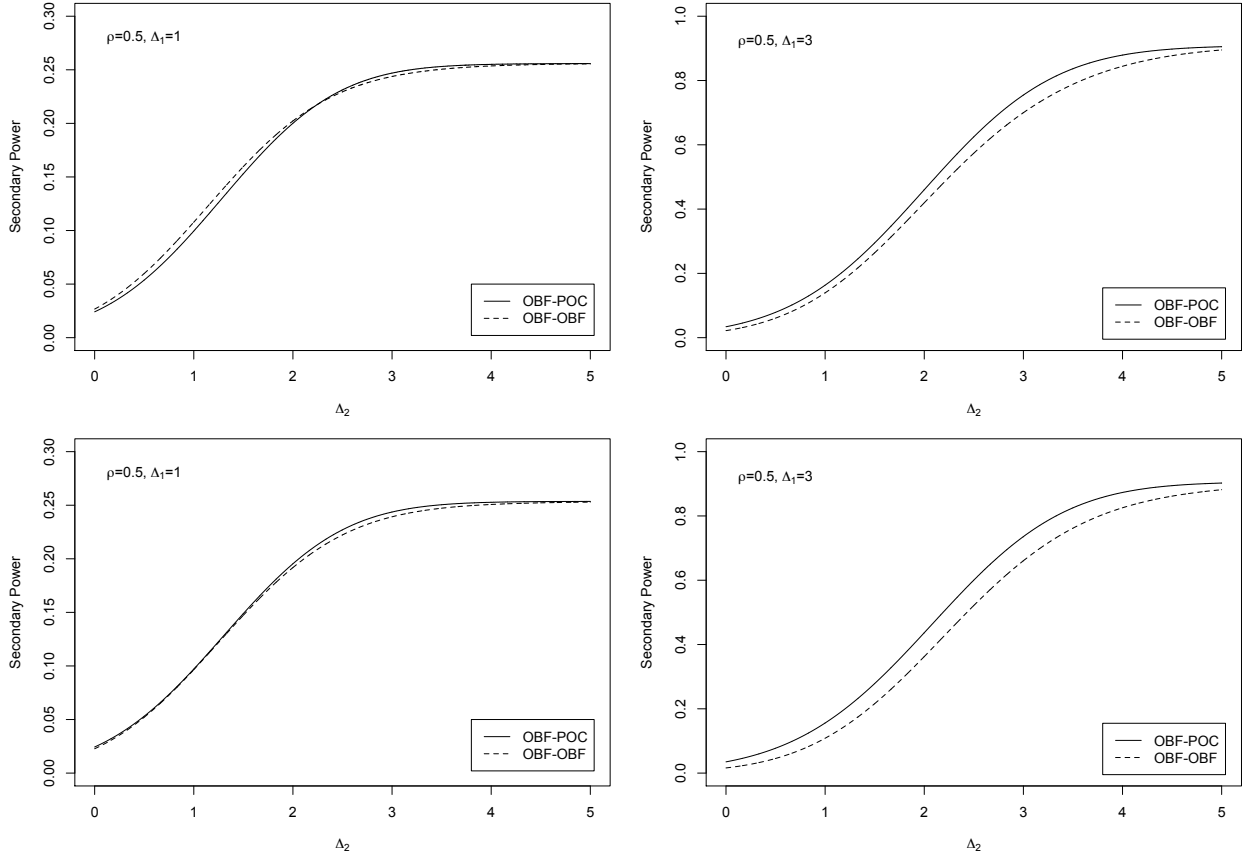 ρ=0.5, Δ₁=1
Secondary Power
0.00 0.05 0.10 0.15 0.20 0.25 0.30
OBF-POC
OBF-OBF
0 1 2 3 4 5
Δ₂
ρ=0.5, Δ₁=3
Secondary Power
0.0 0.2 0.4 0.6 0.8 1.0
OBF-POC
OBF-OBF
0 1 2 3 4 5
Δ₂
ρ=0.5, Δ₁=1
Secondary Power
0.00 0.05 0.10 0.15 0.20 0.25 0.30
OBF-POC
OBF-OBF
0 1 2 3 4 5
Δ₂
ρ=0.5, Δ₁=3
Secondary Power
0.0 0.2 0.4 0.6 0.8 1.0
OBF-POC
OBF-OBF
0 1 2 3 4 5
Δ₂